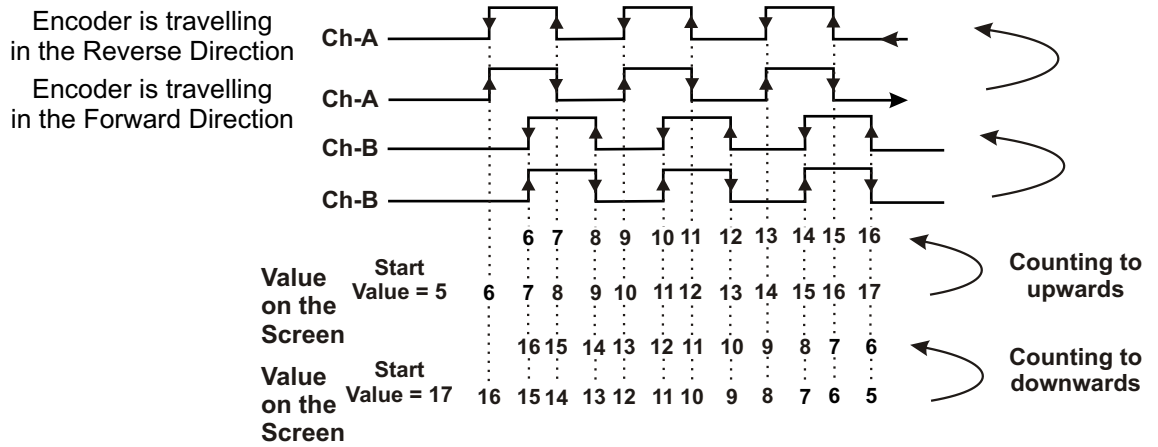 Encoder is travelling
in the Reverse Direction
Ch-A
Encoder is travelling
in the Forward Direction
Ch-A
Ch-B
Ch-B
6 7 8 9 10 11 12 13 14 15 16
Value
on the
Screen
Start
Value = 5
6 7 8 9 10 11 12 13 14 15 16 17
Counting to
upwards
16 15 14 13 12 11 10 9 8 7 6
Value
on the
Screen
Start
Value = 17
16 15 14 13 12 11 10 9 8 7 6 5
Counting to
downwards